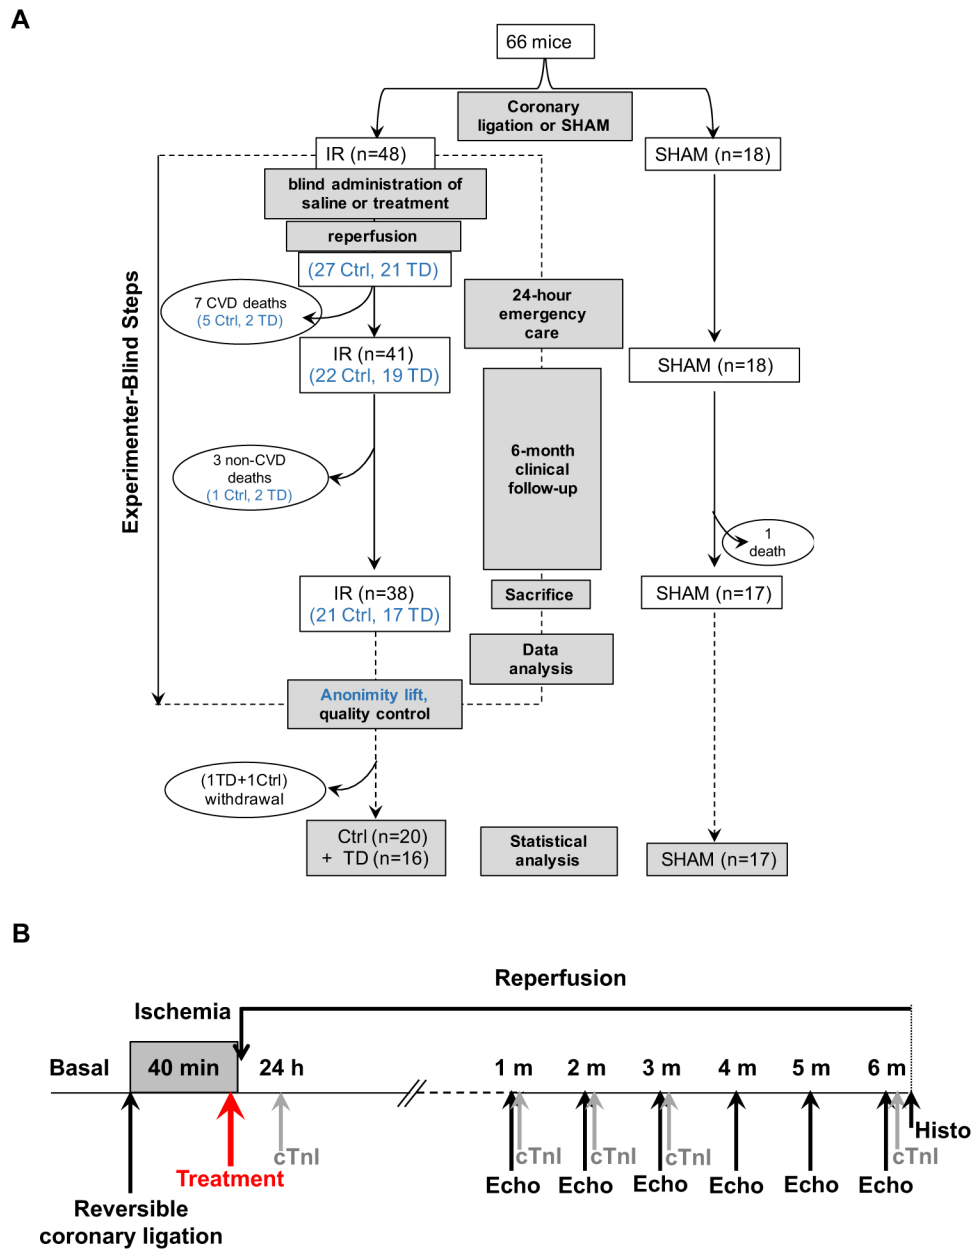 A
66 mice
Coronary
ligation or SHAM
IR (n=48)
SHAM (n=18)
blind administration of
saline or treatment
reperfusion
(27 Ctrl, 21 TD)
Experimenter-Blind Steps
7 CVD deaths
(5 Ctrl, 2 TD)
24-hour
emergency
care
IR (n=41)
(22 Ctrl, 19 TD)
SHAM (n=18)
3 non-CVD
deaths
(1 Ctrl, 2 TD)
6-month
clinical
follow-up
1
death
IR (n=38)
(21 Ctrl, 17 TD)
Sacrifice
SHAM (n=17)
Data
analysis
Anonimity lift,
quality control
(1TD+1Ctrl)
withdrawal
Ctrl (n=20)
+ TD (n=16)
Statistical
analysis
SHAM (n=17)
B
Reperfusion
Ischemia
Basal 40 min 24 h 1 m 2 m 3 m 4 m 5 m 6 m
Histo
cTnI cTnI cTnI cTnI cTnI
Treatment
Echo Echo Echo Echo Echo Echo
Reversible
coronary ligation